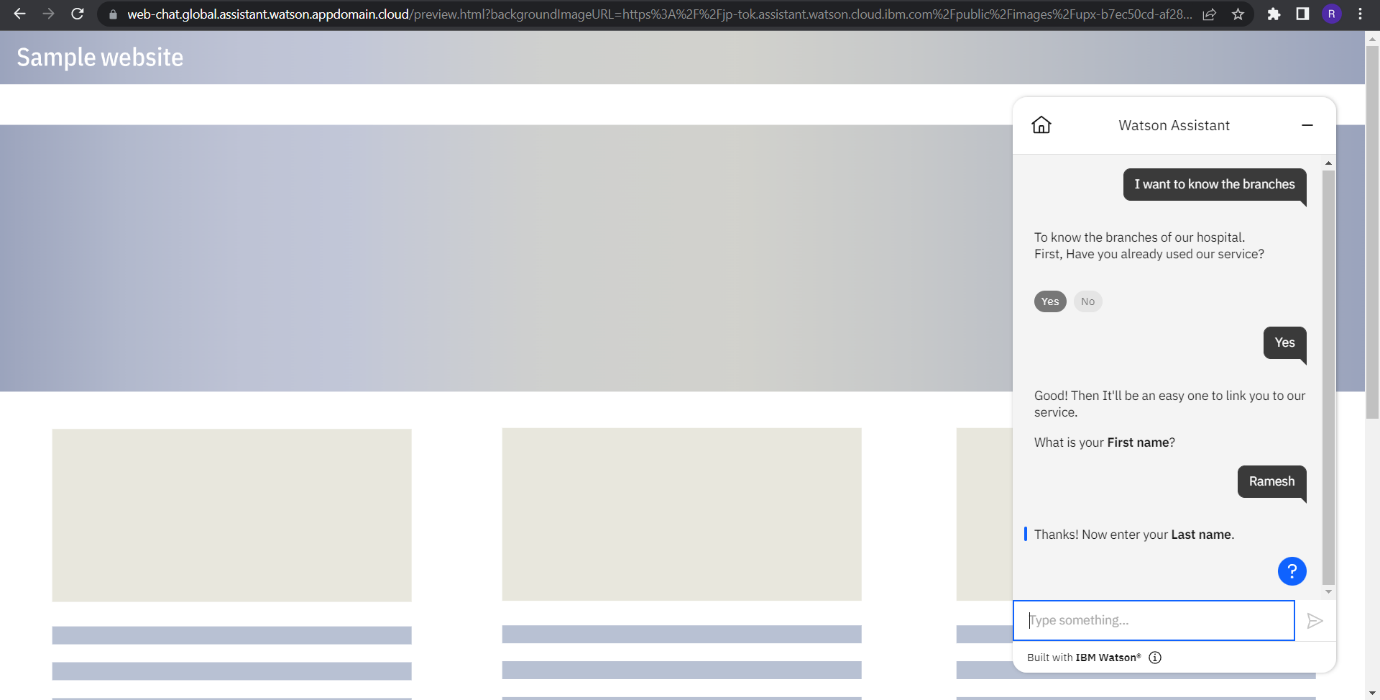 web-chat.global.assistant.watson.appdomain.cloud/preview.html?backgroundImageURL=https%3A%2F%2Fjp-tok.assistant.watson.cloud.ibm.com%2Fpublic%2Fimages%2Fupx-b7ec50cd-af28...
R
Sample website
Watson Assistant
I want to know the branches
To know the branches of our hospital.
First, Have you already used our service?
Yes No
Yes
Good! Then It'll be an easy one to link you to our
service.
What is your First name?
Ramesh
Thanks! Now enter your Last name.
?
Type something...
Built with IBM Watson®